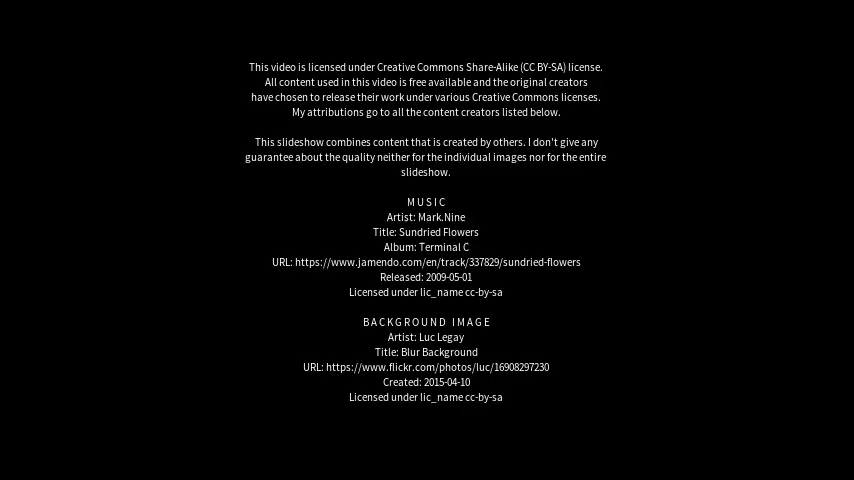 This video is licensed under Creative Commons Share-Alike (CC BY-SA) license.
All content used in this video is free available and the original creators
have chosen to release their work under various Creative Commons licenses.
My attributions go to all the content creators listed below.
This slideshow combines content that is created by others. I don't give any
guarantee about the quality neither for the individual images nor for the entire
slideshow.
MUSIC
Artist: Mark.Nine
Title: Sundried Flowers
Album: Terminal C
URL: https://www.jamendo.com/en/track/337829/sundried-flowers
Released: 2009-05-01
Licensed under lic_name cc-by-sa
BACKGROUND IMAGE
Artist: Luc Legay
Title: Blur Background
URL: https://www.flickr.com/photos/luc/16908297230
Created: 2015-04-10
Licensed under lic_name cc-by-sa